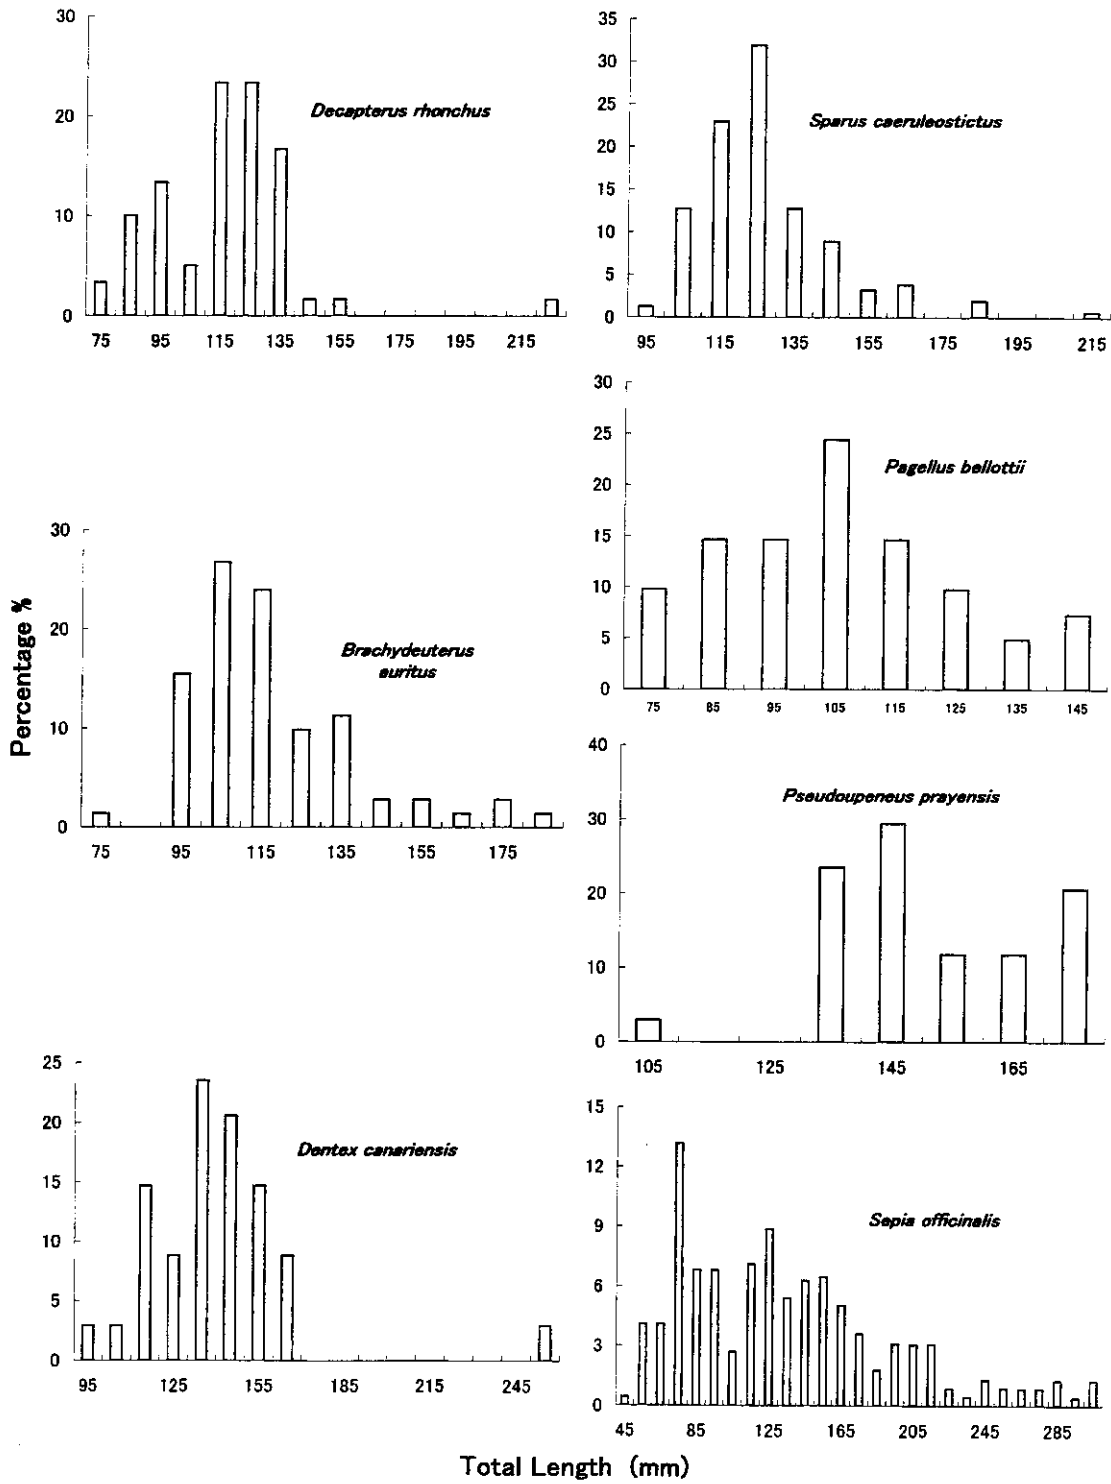 30
20
10
0
75 95 115 135 155 175 195 215
Decapterus rhonchus
35
30
25
20
15
10
5
0
95 115 135 155 175 195 215
Sparus caeruleostictus
30
25
20
15
10
5
0
75 85 95 105 115 125 135 145
Pagellus bellottii
Percentage %
30
20
10
0
75 95 115 135 155 175
Brachydeuterus
auritus
40
30
20
10
0
105 125 145 165
Pseudoupeneus prayensis
25
20
15
10
5
0
95 125 155 185 215 245
Dentex canariensis
15
12
9
6
3
0
45 85 125 165 205 245 285
Sepia officinalis
Total Length (mm)